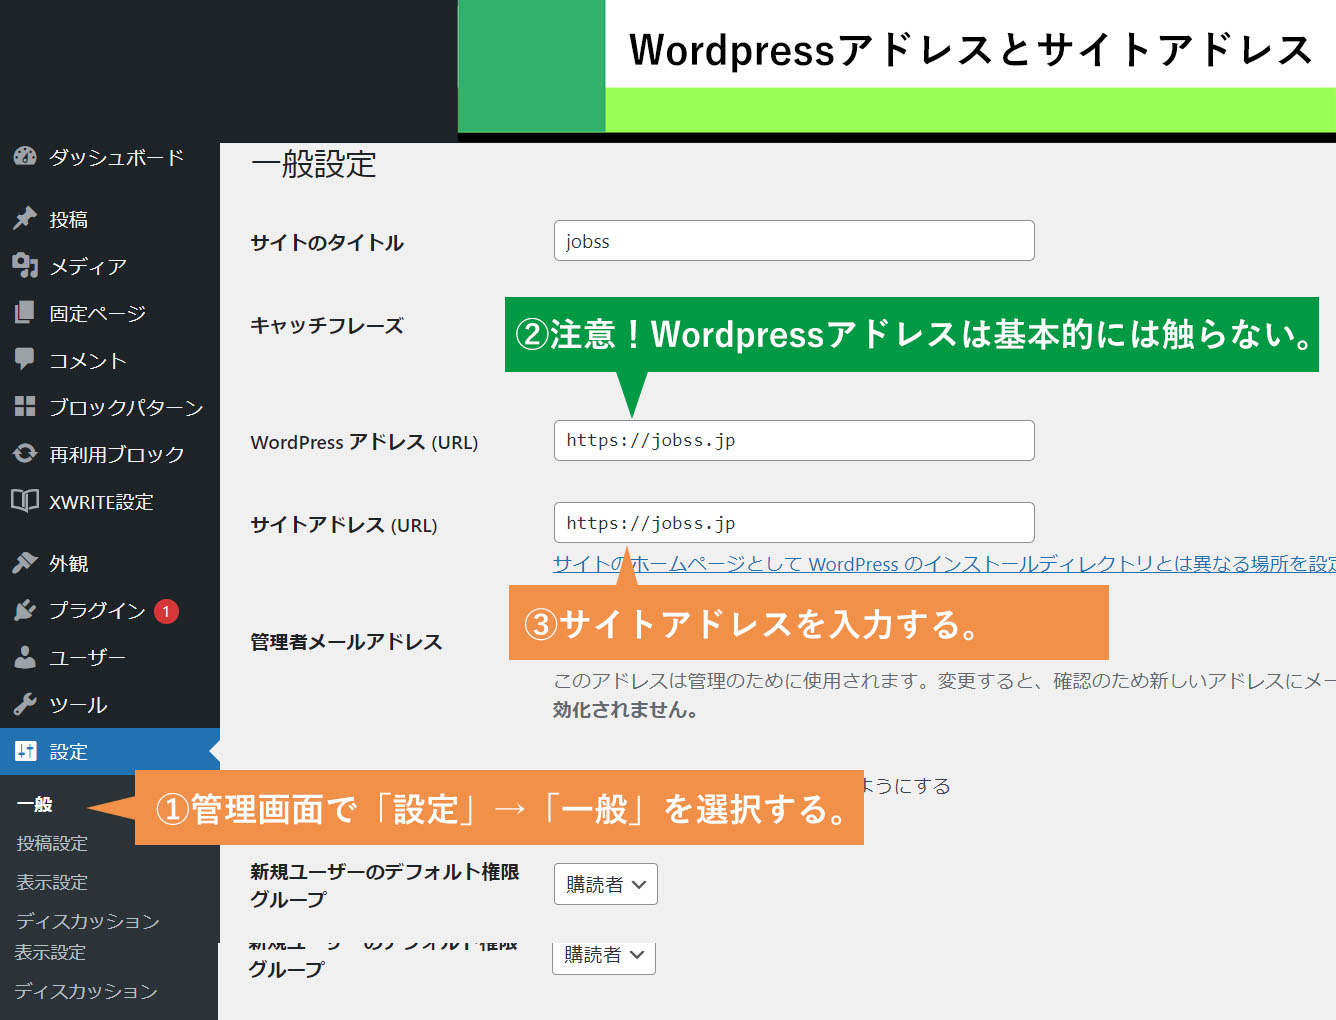 Wordpressアドレスとサイトアドレス
ダッシュボード
投稿
メディア
固定ページ
コメント
ブロックパターン
再利用ブロック
XWRITE設定
外観
プラグイン 1
ユーザー
ツール
設定
一般
投稿設定
表示設定
ディスカッション
表示設定
ディスカッション
一般設定
サイトのタイトル
jobss
キャッチフレーズ
②注意！Wordpressアドレスは基本的には触らない。
WordPress アドレス (URL)
https://jobss.jp
サイトアドレス (URL)
https://jobss.jp
サイトのホームページとして WordPress のインストールディレクトリとは異なる場所を設定
③サイトアドレスを入力する。
管理者メールアドレス
このアドレスは管理のために使用されます。変更すると、確認のため新しいアドレスにメー
効化されません。
ようにする
①管理画面で「設定」→「一般」を選択する。
新規ユーザーのデフォルト権限
グループ
購読者
新規ユーザーのデフォルト権限
グループ
購読者